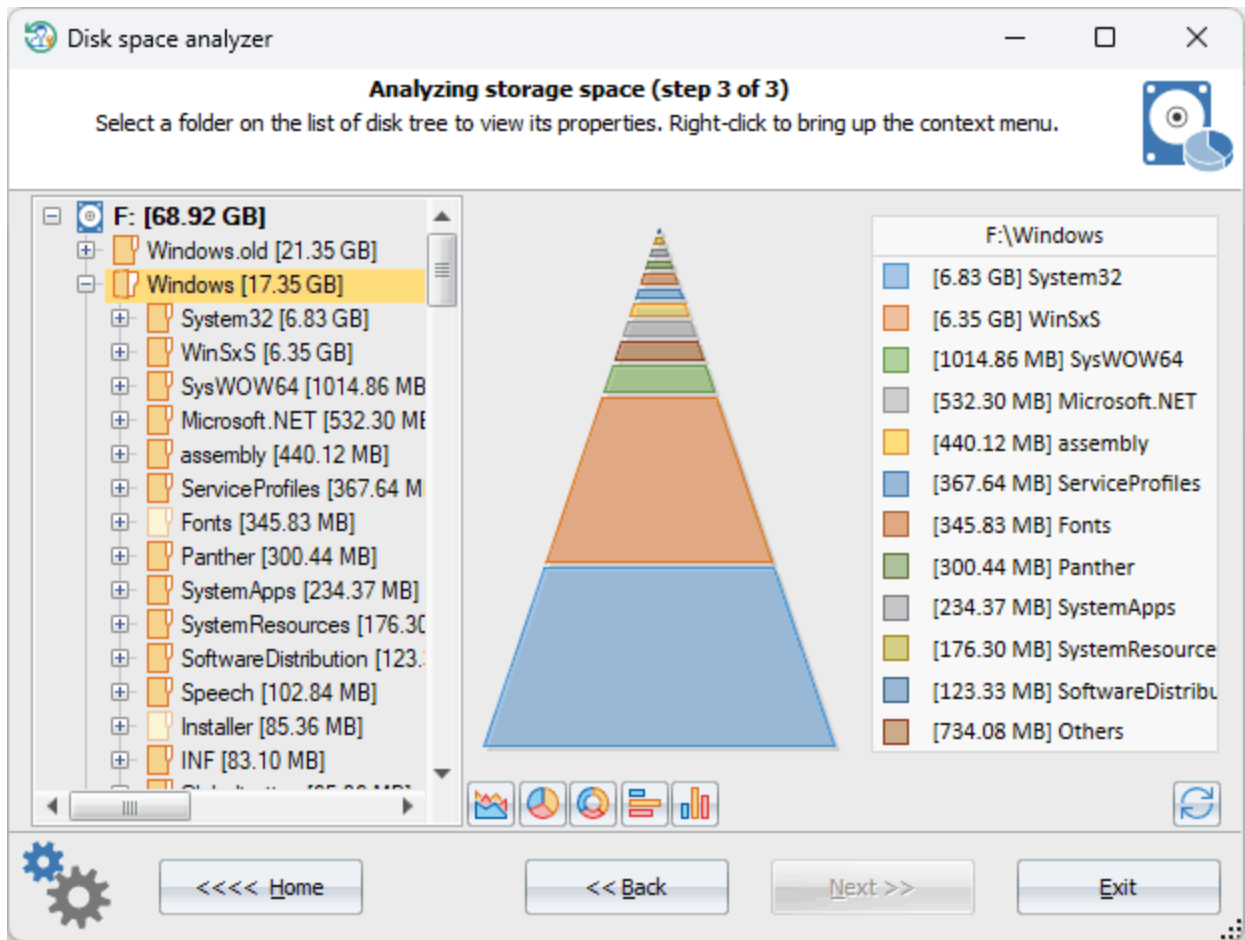 Disk space analyzer
Analyzing storage space (step 3 of 3)
Select a folder on the list of disk tree to view its properties. Right-click to bring up the context menu.
F: [68.92 GB]
Windows.old [21.35 GB]
Windows [17.35 GB]
System32 [6.83 GB]
WinSxS [6.35 GB]
SysWOW64 [1014.86 MB
Microsoft.NET [532.30 MB
assembly [440.12 MB]
ServiceProfiles [367.64 M
Fonts [345.83 MB]
Panther [300.44 MB]
SystemApps [234.37 MB]
SystemResources [176.30
SoftwareDistribution [123.
Speech [102.84 MB]
Installer [85.36 MB]
INF [83.10 MB]
F:\Windows
[6.83 GB] System32
[6.35 GB] WinSxS
[1014.86 MB] SysWOW64
[532.30 MB] Microsoft.NET
[440.12 MB] assembly
[367.64 MB] ServiceProfiles
[345.83 MB] Fonts
[300.44 MB] Panther
[234.37 MB] SystemApps
[176.30 MB] SystemResource
[123.33 MB] SoftwareDistribu
[734.08 MB] Others
<<<< Home
<< Back
Next >>
Exit